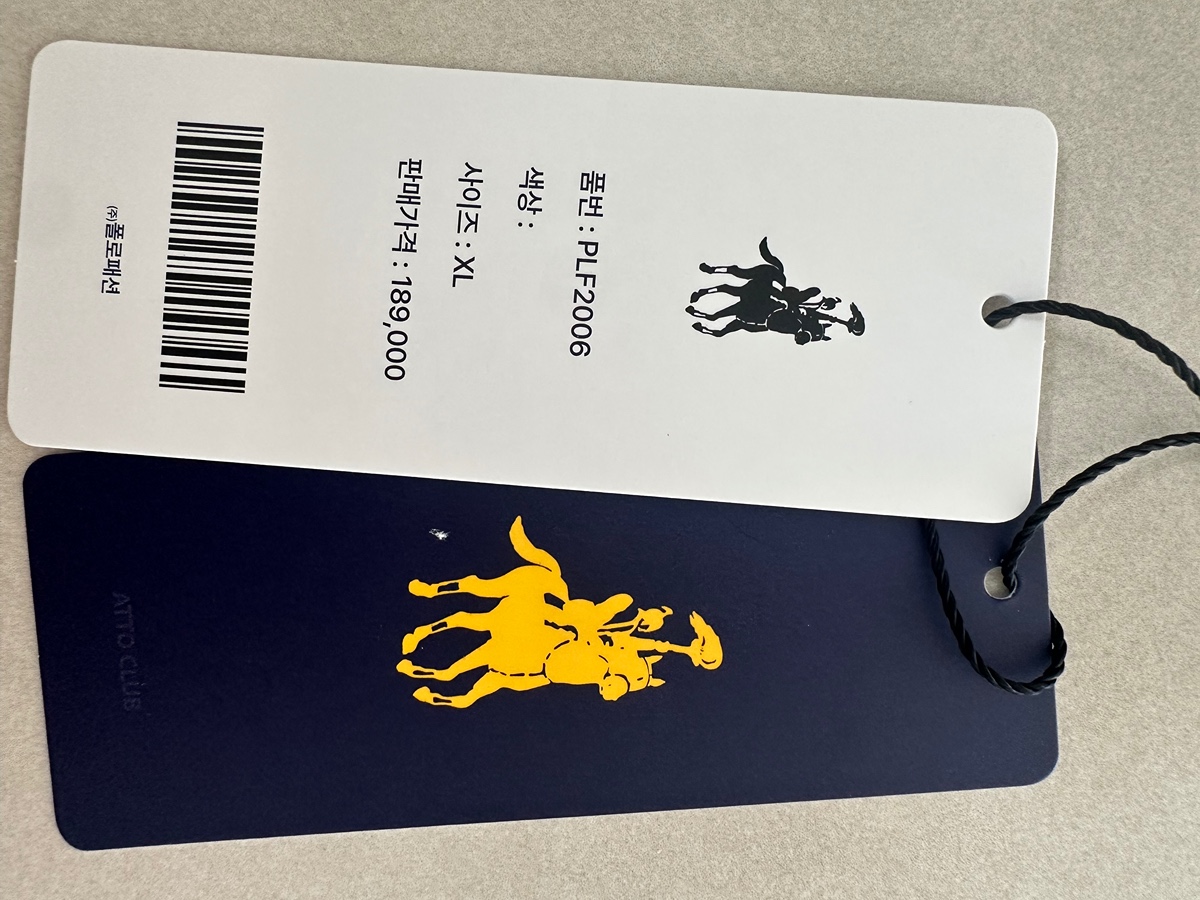 품번 : PLF2006
색상 :
사이즈 : XL
판매가격 : 189,000
(주)폴로패션
ATTO CLUB